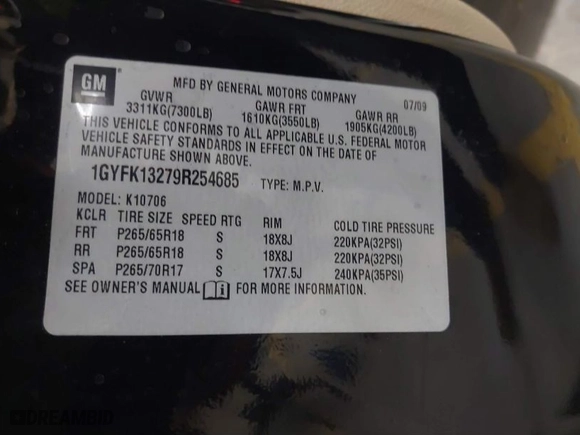 GM
MFD BY GENERAL MOTORS COMPANY 07/09
GVWR GAWR FRT GAWR RR
3311KG(7300LB) 1610KG(3550LB) 1905KG(4200LB)
THIS VEHICLE CONFORMS TO ALL APPLICABLE U.S. FEDERAL MOTOR
VEHICLE SAFETY STANDARDS IN EFFECT ON THE DATE OF
MANUFACTURE SHOWN ABOVE.
1GYFK13279R254685 TYPE: M.P.V.
MODEL: K10706
KCLR TIRE SIZE SPEED RTG RIM COLD TIRE PRESSURE
FRT P265/65R18 S 18X8J 220KPA(32PSI)
RR P265/65R18 S 18X8J 220KPA(32PSI)
SPA P265/70R17 S 17X7.5J 240KPA(35PSI)
SEE OWNER'S MANUAL FOR MORE INFORMATION.
DREAMBID